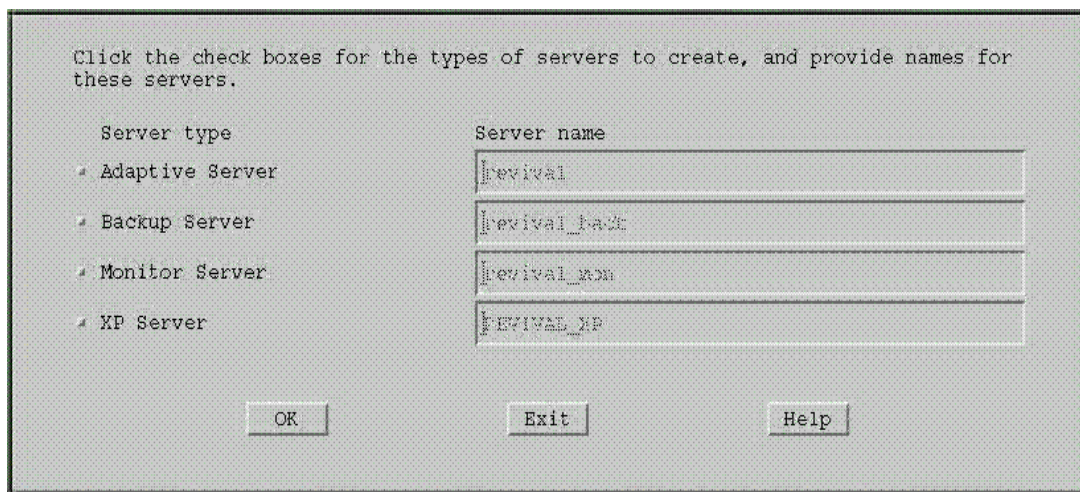 Click the check boxes for the types of servers to create, and provide names for
these servers.
Server type Server name
Adaptive Server revival
Backup Server revival_back
Monitor Server revival_mon
XP Server REVIVAL_XP
OK Exit Help